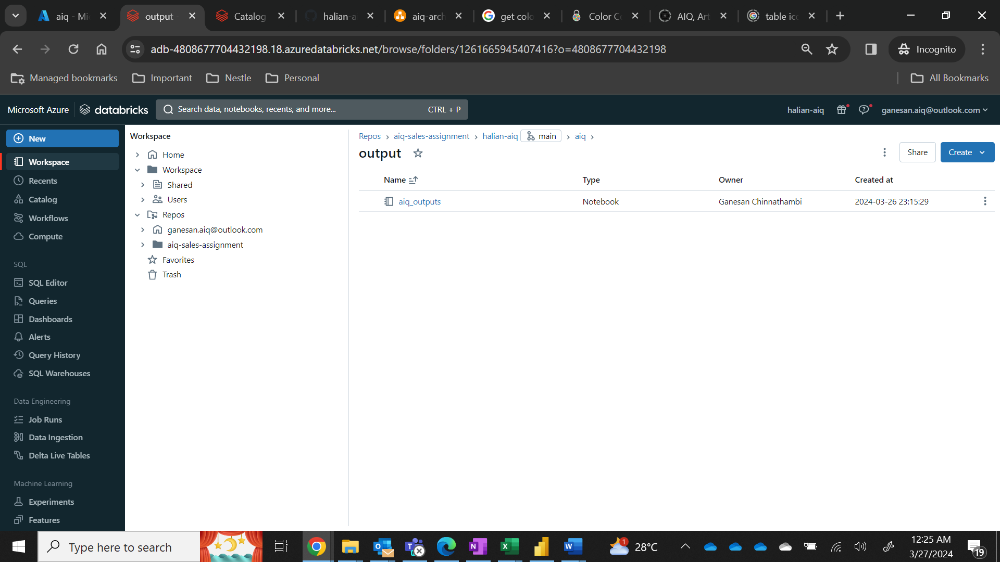 aiq - Mi
output -
Catalog
halian-a
aiq-arch
get colo
Color Co
AIQ, Art
table ico
adb-4808677704432198.18.azuredatabricks.net/browse/folders/1261665945407416?o=4808677704432198
Incognito
Managed bookmarks
Important
Nestle
Personal
All Bookmarks
Microsoft Azure
databricks
Search data, notebooks, recents, and more...
CTRL + P
halian-aiq
ganesan.aiq@outlook.com
New
Workspace
Recents
Catalog
Workflows
Compute
SQL
SQL Editor
Queries
Dashboards
Alerts
Query History
SQL Warehouses
Data Engineering
Job Runs
Data Ingestion
Delta Live Tables
Machine Learning
Experiments
Features
Workspace
Home
Workspace
Shared
Users
Repos
ganesan.aiq@outlook.com
aiq-sales-assignment
Favorites
Trash
Repos › aiq-sales-assignment › halian-aiq main › aiq ›
output
Share
Create
Name Type Owner Created at
aiq_outputs Notebook Ganesan Chinnathambi 2024-03-26 23:15:29
Type here to search
1
28°C
12:25 AM
3/27/2024
19